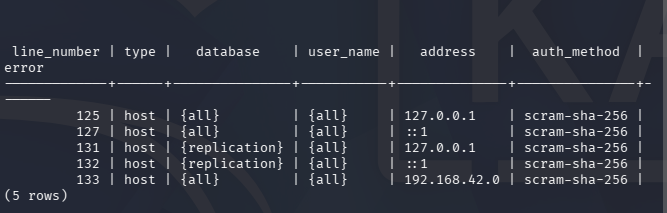 line_number | type | database | user_name | address | auth_method |
error
-------------+------+---------------+-----------+--------------+---------------+-
------
125 | host | {all} | {all} | 127.0.0.1 | scram-sha-256 |
127 | host | {all} | {all} | ::1 | scram-sha-256 |
131 | host | {replication} | {all} | 127.0.0.1 | scram-sha-256 |
132 | host | {replication} | {all} | ::1 | scram-sha-256 |
133 | host | {all} | {all} | 192.168.42.0 | scram-sha-256 |
(5 rows)